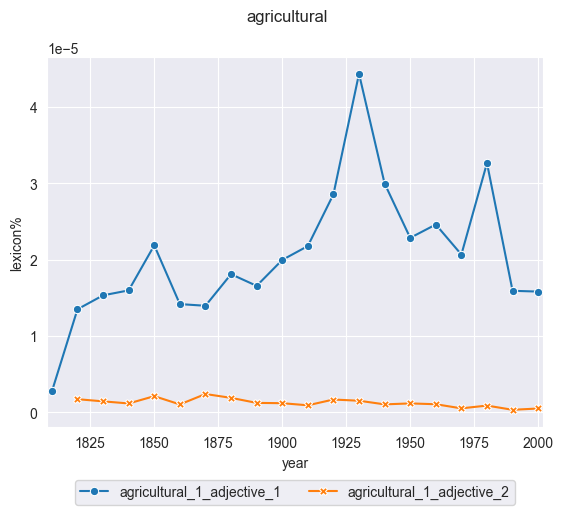 agricultural
1e−5
4
3
2
1
0
lexicon%
1825 1850 1875 1900 1925 1950 1975 2000
year
agricultural_1_adjective_1 agricultural_1_adjective_2